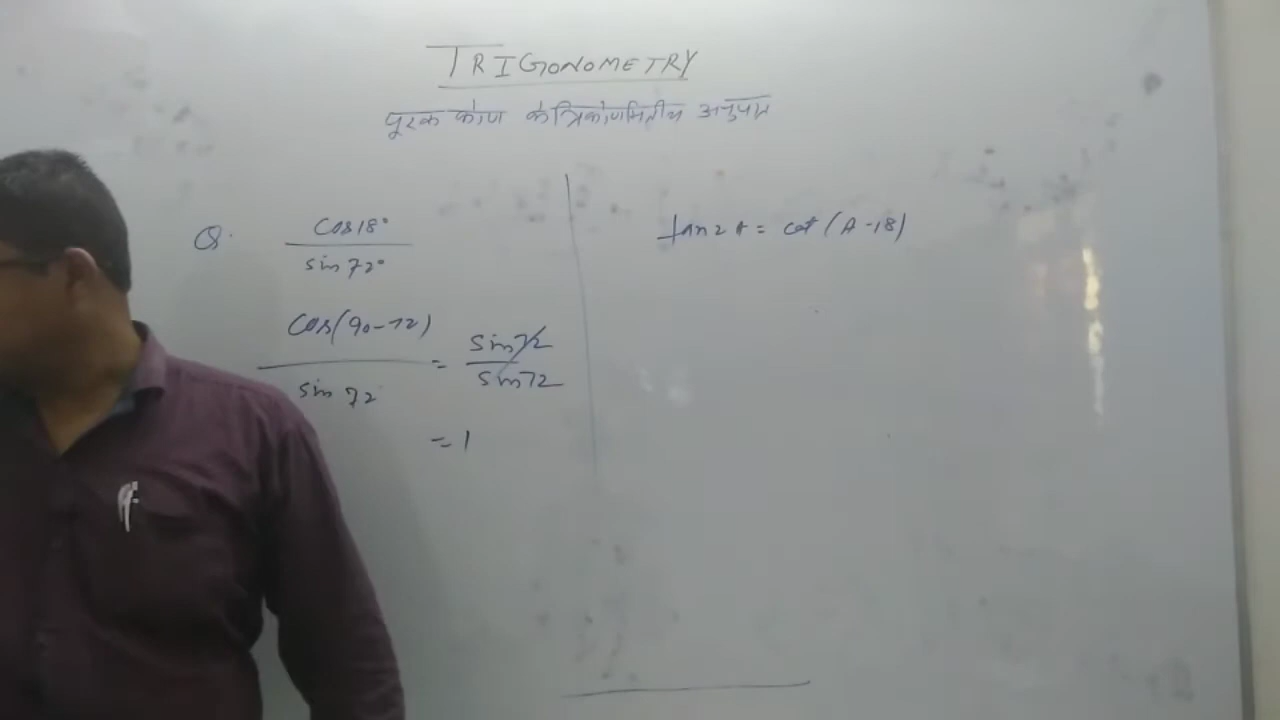 TRIGONOMETRY
पूरक कोण के त्रिकोणमितीय अनुपात
Q. cos 18°
sin 72°
cos(90-72)
sin 72
= sin 72
sin 72
= 1
tan 2A = cot (A-18)